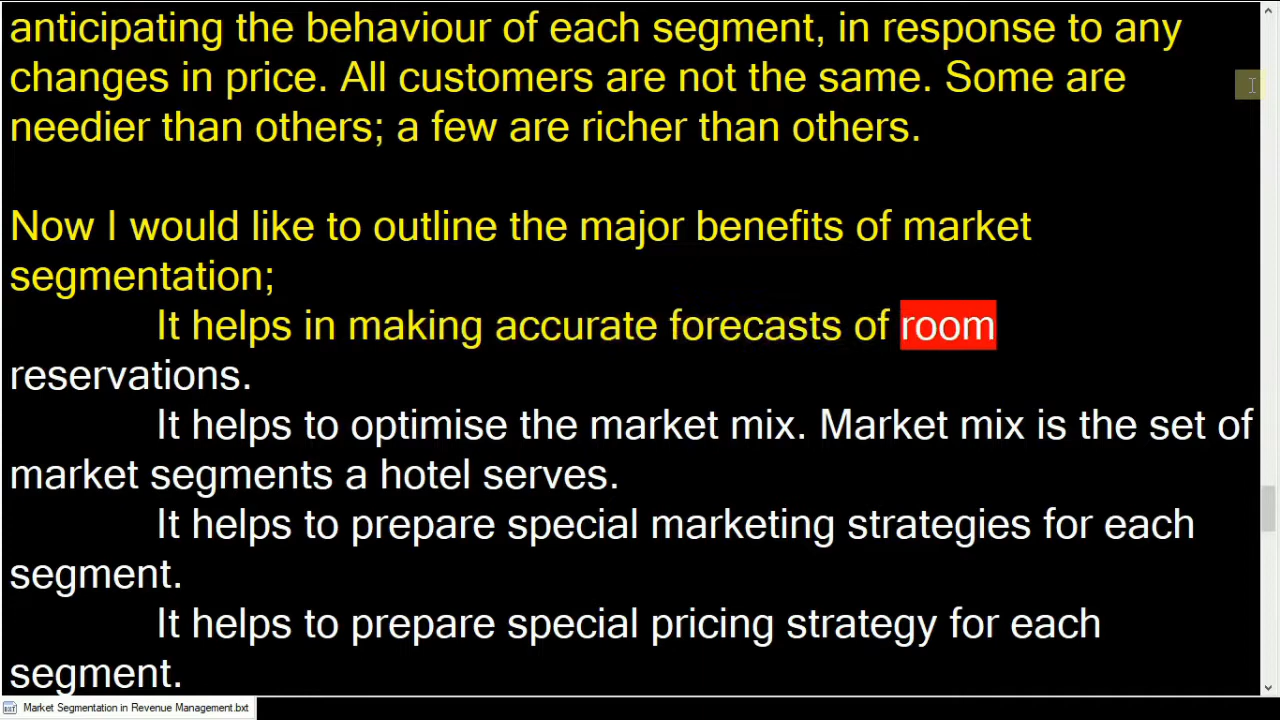 anticipating the behaviour of each segment, in response to any
changes in price. All customers are not the same. Some are
needier than others; a few are richer than others.
Now I would like to outline the major benefits of market
segmentation;
It helps in making accurate forecasts of room
reservations.
It helps to optimise the market mix. Market mix is the set of
market segments a hotel serves.
It helps to prepare special marketing strategies for each
segment.
It helps to prepare special pricing strategy for each
segment.
Market Segmentation in Revenue Management.bxt